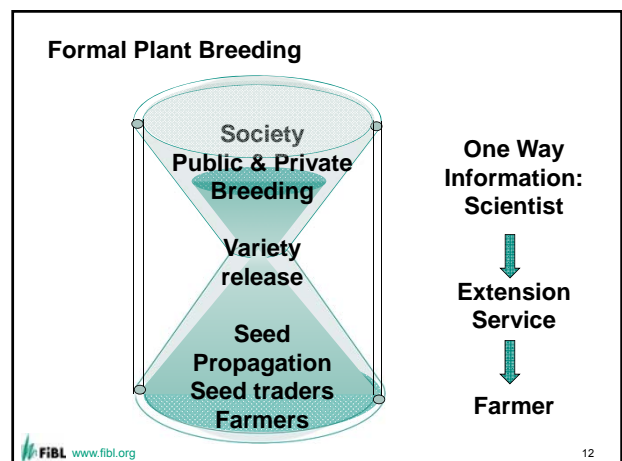 Formal Plant Breeding
Society
Public & Private
Breeding
Variety
release
Seed
Propagation
Seed traders
Farmers
One Way
Information:
Scientist
Extension
Service
Farmer
FiBL www.fibl.org
12